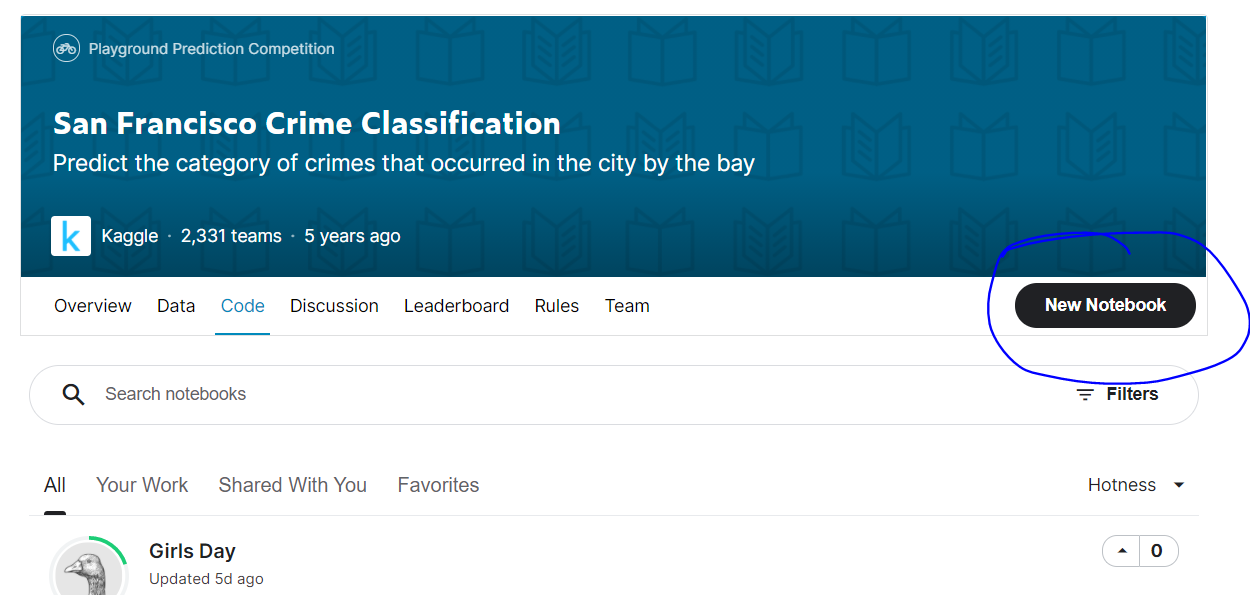 Playground Prediction Competition
San Francisco Crime Classification
Predict the category of crimes that occurred in the city by the bay
k Kaggle · 2,331 teams · 5 years ago
Overview Data Code Discussion Leaderboard Rules Team New Notebook
Search notebooks Filters
All Your Work Shared With You Favorites Hotness
Girls Day 0
Updated 5d ago